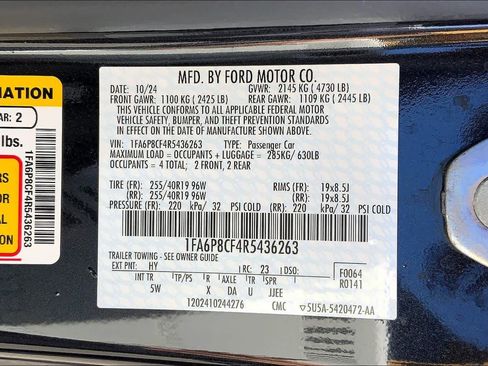 MATION
AR: 2
lbs.
1FA6P8CF4R5436263
S
OR
AL
ION
MFD. BY FORD MOTOR CO.
DATE: 10/24 GVWR: 2145 KG ( 4730 LB)
FRONT GAWR: 1100 KG ( 2425 LB) REAR GAWR: 1109 KG ( 2445 LB)
THIS VEHICLE CONFORMS TO ALL APPLICABLE FEDERAL MOTOR
VEHICLE SAFETY, BUMPER, AND THEFT PREVENTION STANDARDS
IN EFFECT ON THE DATE OF MANUFACTURE SHOWN ABOVE.
VIN: 1FA6P8CF4R5436263 TYPE: Passenger Car
MAXIMUM LOAD = OCCUPANTS + LUGGAGE = 285KG/ 630LB
OCCUPANTS = 4 TOTAL; 2 FRONT, 2 REAR
TIRE (FR): 255/40R19 96W RIMS (FR): 19x8.5J
(RR): 255/40R19 96W (RR): 19x8.5J
PRESSURE (FR): 220 kPa/ 32 PSI COLD (RR): 220 kPa/ 32 PSI COLD
1FA6P8CF4R5436263
TRAILER TOWING - SEE OWNER GUIDE
EXT PNT: HY RC: 23 DSO: F0064
INT TR TP/PS R AXLE TR SPR R0141
5W X DA U JJEE
1202410244276 CMC 5U5A-5420472-AA